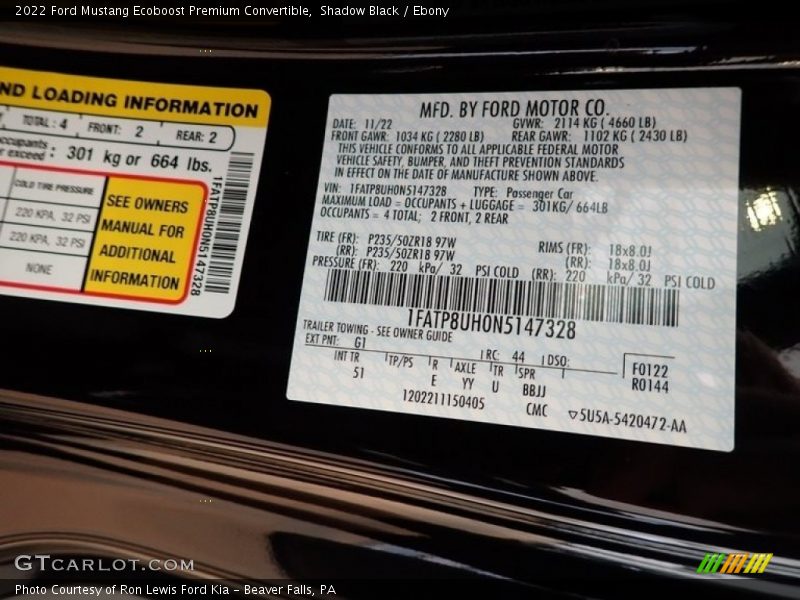 2022 Ford Mustang Ecoboost Premium Convertible,  Shadow Black / Ebony
ND LOADING INFORMATION
TOTAL : 4   FRONT: 2   REAR: 2
exceed : 301 kg or 664 lbs.
COLD TIRE PRESSURE
220 KPA, 32 PSI
220 KPA, 32 PSI
NONE
SEE OWNERS
MANUAL FOR
ADDITIONAL
INFORMATION
1FATP8UH0N5147328
MFD. BY FORD MOTOR CO.
DATE: 11/22   GVWR: 2114 KG ( 4660 LB)
FRONT GAWR: 1034 KG ( 2280 LB)   REAR GAWR: 1102 KG ( 2430 LB)
THIS VEHICLE CONFORMS TO ALL APPLICABLE FEDERAL MOTOR
VEHICLE SAFETY, BUMPER, AND THEFT PREVENTION STANDARDS
IN EFFECT ON THE DATE OF MANUFACTURE SHOWN ABOVE.
VIN: 1FATP8UH0N5147328   TYPE: Passenger Car
MAXIMUM LOAD = OCCUPANTS + LUGGAGE = 301KG/ 664LB
OCCUPANTS = 4 TOTAL; 2 FRONT, 2 REAR
TIRE (FR): P235/50ZR18 97W   RIMS (FR): 18x8.0J
(RR): P235/50ZR18 97W   (RR): 18x8.0J
PRESSURE (FR): 220 kPa/ 32 PSI COLD (RR): 220 kPa/ 32 PSI COLD
1FATP8UH0N5147328
TRAILER TOWING - SEE OWNER GUIDE
EXT PNT: G1   RC: 44   DSO:   F0122
INT TR   TP/PS   R   AXLE   TR   SPR   R0144
51   E   YY   U   BBJJ
1202211150405   CMC   ▽5U5A-5420472-AA
GTCARLOT.COM
Photo Courtesy of Ron Lewis Ford Kia – Beaver Falls, PA